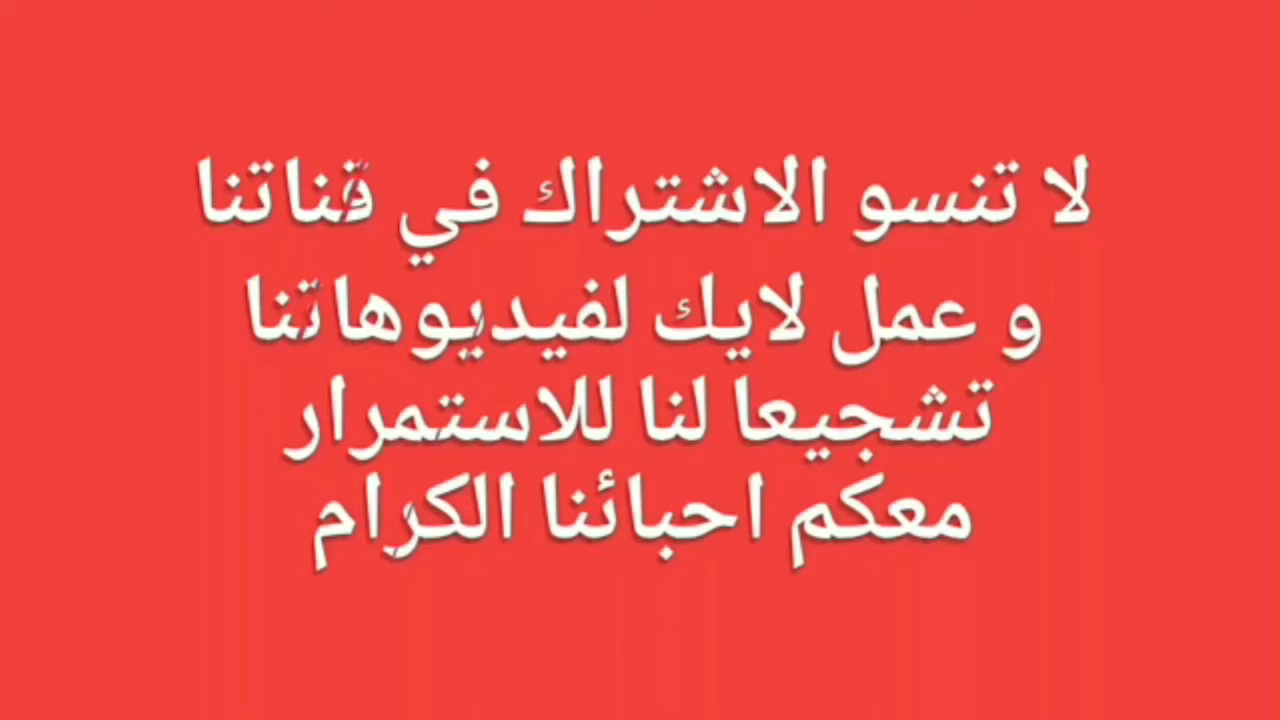 لا تنسو الاشتراك في قناتنا
و عمل لايك لفيديوهاتنا
تشجيعا لنا للاستمرار
معكم احبائنا الكرام